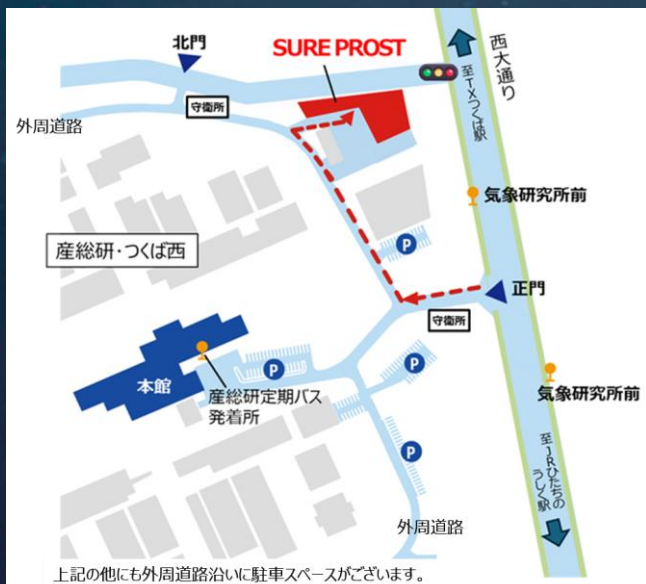 北門
SURE PROST
西大通り
至TXつくば駅
守衛所
外周道路
気象研究所前
産総研・つくば西
P
正門
守衛所
本館
P
P
産総研定期バス
発着所
気象研究所前
P
至JRひたちの
うしく駅
外周道路
上記の他にも外周道路沿いに駐車スペースがございます。